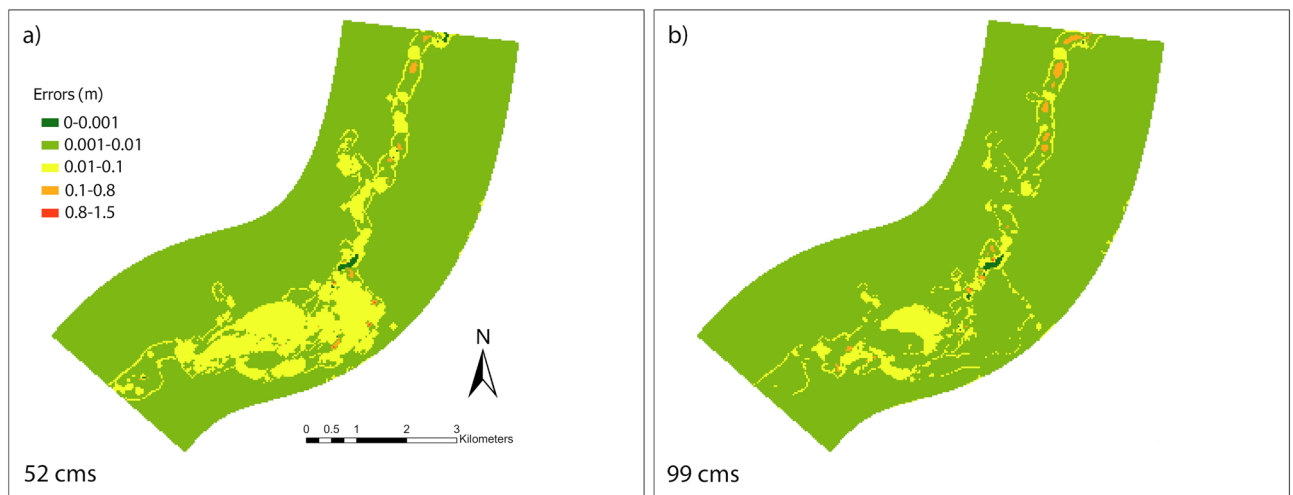 a)
Errors (m)
0-0.001
0.001-0.01
0.01-0.1
0.1-0.8
0.8-1.5
N
0 0.5 1 2 3
Kilometers
52 cms
b)
99 cms